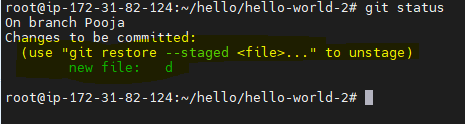 root@ip-172-31-82-124:~/hello/hello-world-2# git status
On branch Pooja
Changes to be committed:
  (use "git restore --staged <file>..." to unstage)
        new file:   d

root@ip-172-31-82-124:~/hello/hello-world-2#